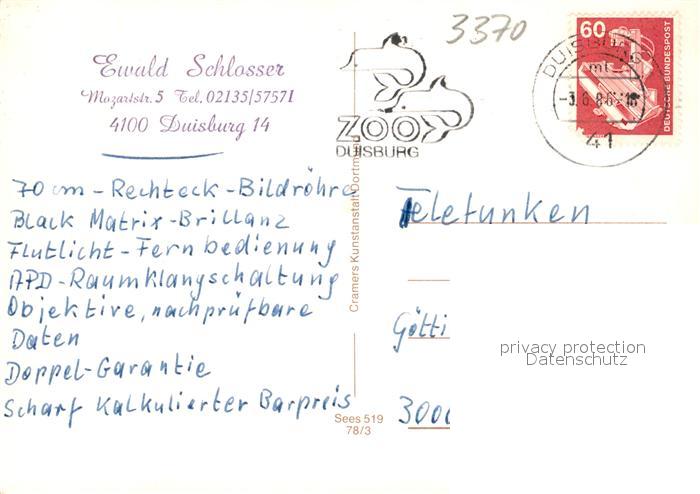 3370
Ewald Schlosser
Mozartstr. 5 Tel. 02135/57571
4100 Duisburg 14
ZOO
DUISBURG
DUISBURG
41
60
DEUTSCHE BUNDESPOST
70 cm - Rechteck - Bildröhre
Black Matrix - Brillanz
Flutlicht - Fernbedienung
APD - Raumklangschaltung
Objektive, nachprüfbare
Daten
Doppel-Garantie
Scharf Kalkulierter Barpreis
Cramers Kunstanstalt Dortmund
Sees 519
78/3
Telefunken
Götti
privacy protection
Datenschutz
3000